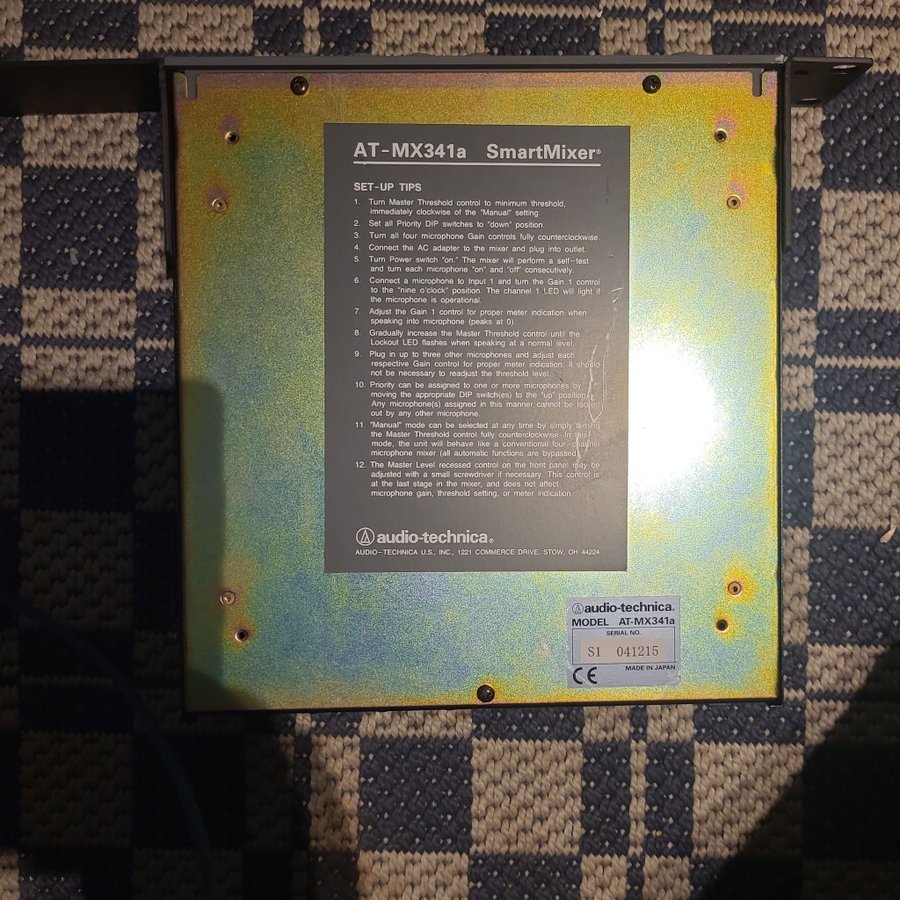 AT-MX341a SmartMixer®
SET-UP TIPS
1. Turn Master Threshold control to minimum threshold,
immediately clockwise of the "Manual" setting.
2. Set all Priority DIP switches to "down" position.
3. Turn all four microphone Gain controls fully counterclockwise.
4. Connect the AC adapter to the mixer and plug into outlet.
5. Turn Power switch "on." The mixer will perform a self-test
and turn each microphone "on" and "off" consecutively.
6. Connect a microphone to Input 1 and turn the Gain 1 control
to the "nine o'clock" position. The channel 1 LED will light if
the microphone is operational.
7. Adjust the Gain 1 control for proper meter indication when
speaking into microphone (peaks at 0).
8. Gradually increase the Master Threshold control until the
Lockout LED flashes when speaking at a normal level.
9. Plug in up to three other microphones and adjust each
respective Gain control for proper meter indication. It should
not be necessary to readjust the threshold level.
10. Priority can be assigned to one or more microphones by
moving the appropriate DIP switch(es) to the "up" position.
Any microphone(s) assigned in this manner cannot be locked
out by any other microphone.
11. "Manual" mode can be selected at any time by simply turning
the Master Threshold control fully counterclockwise. In this
mode, the unit will behave like a conventional four-channel
microphone mixer (all automatic functions are bypassed).
12. The Master Level recessed control on the front panel may be
adjusted with a small screwdriver if necessary. This control is
at the last stage in the mixer, and does not affect
microphone gain, threshold setting, or meter indication.
audio-technica®
AUDIO-TECHNICA U.S., INC., 1221 COMMERCE DRIVE, STOW, OH 44224
audio-technica.
MODEL AT-MX341a
SERIAL NO.
S1 041215
MADE IN JAPAN
CE